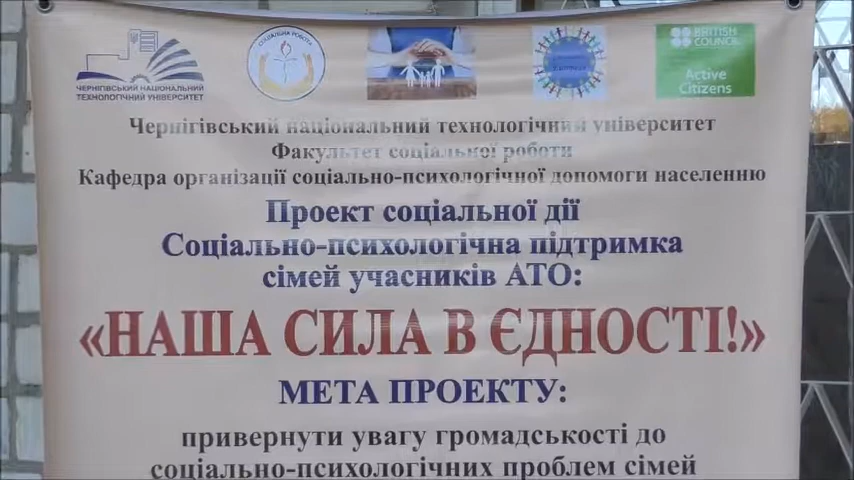 ЧЕРНІГІВСЬКИЙ НАЦІОНАЛЬНИЙ
ТЕХНОЛОГІЧНИЙ УНІВЕРСИТЕТ
СОЦІАЛЬНА РОБОТА
BRITISH
COUNCIL
Active
Citizens
Чернігівський національний технологічний університет
Факультет соціальної роботи
Кафедра організації соціально-психологічної допомоги населенню
Проект соціальної дії
Соціально-психологічна підтримка
сімей учасників АТО:
«НАША СИЛА В ЄДНОСТІ!»
МЕТА ПРОЕКТУ:
привернути увагу громадськості до
соціально-психологічних проблем сімей